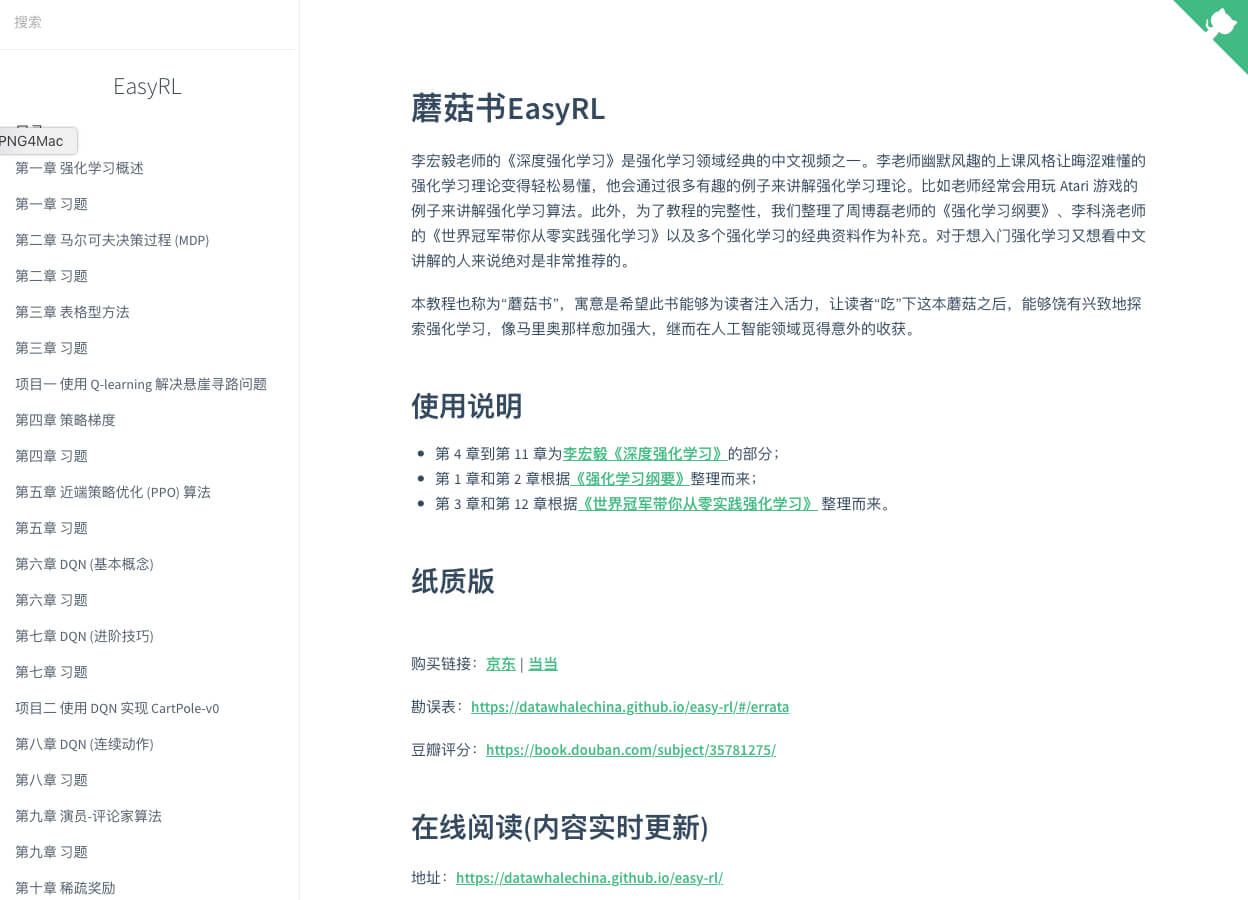 搜索
EasyRL
PNG4Mac
第一章 强化学习概述
第一章 习题
第二章 马尔可夫决策过程 (MDP)
第二章 习题
第三章 表格型方法
第三章 习题
项目一 使用 Q-learning 解决悬崖寻路问题
第四章 策略梯度
第四章 习题
第五章 近端策略优化 (PPO) 算法
第五章 习题
第六章 DQN (基本概念)
第六章 习题
第七章 DQN (进阶技巧)
第七章 习题
项目二 使用 DQN 实现 CartPole-v0
第八章 DQN (连续动作)
第八章 习题
第九章 演员-评论家算法
第九章 习题
第十章 稀疏奖励
蘑菇书EasyRL
李宏毅老师的《深度强化学习》是强化学习领域经典的中文视频之一。李老师幽默风趣的上课风格让晦涩难懂的
强化学习理论变得轻松易懂，他会通过很多有趣的例子来讲解强化学习理论。比如老师经常会用玩 Atari 游戏的
例子来讲解强化学习算法。此外，为了教程的完整性，我们整理了周博磊老师的《强化学习纲要》、李科浇老师
的《世界冠军带你从零实践强化学习》以及多个强化学习的经典资料作为补充。对于想入门强化学习又想看中文
讲解的人来说绝对是非常推荐的。
本教程也称为“蘑菇书”，寓意是希望此书能够为读者注入活力，让读者“吃”下这本蘑菇之后，能够饶有兴致地探
索强化学习，像马里奥那样愈加强大，继而在人工智能领域觅得意外的收获。
使用说明
第 4 章到第 11 章为李宏毅《深度强化学习》的部分；
第 1 章和第 2 章根据《强化学习纲要》整理而来；
第 3 章和第 12 章根据《世界冠军带你从零实践强化学习》 整理而来。
纸质版
购买链接：京东 | 当当
勘误表：https://datawhalechina.github.io/easy-rl/#/errata
豆瓣评分：https://book.douban.com/subject/35781275/
在线阅读(内容实时更新)
地址：https://datawhalechina.github.io/easy-rl/